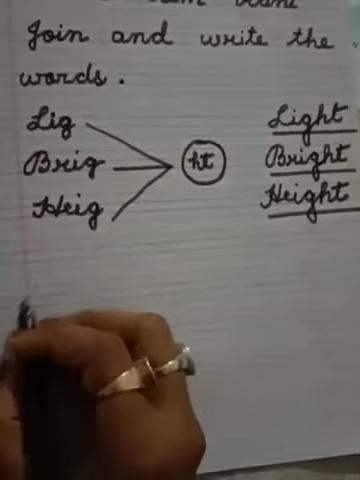 Join and write the
words.
Lig
Brig ht
Heig
Light
Bright
Height